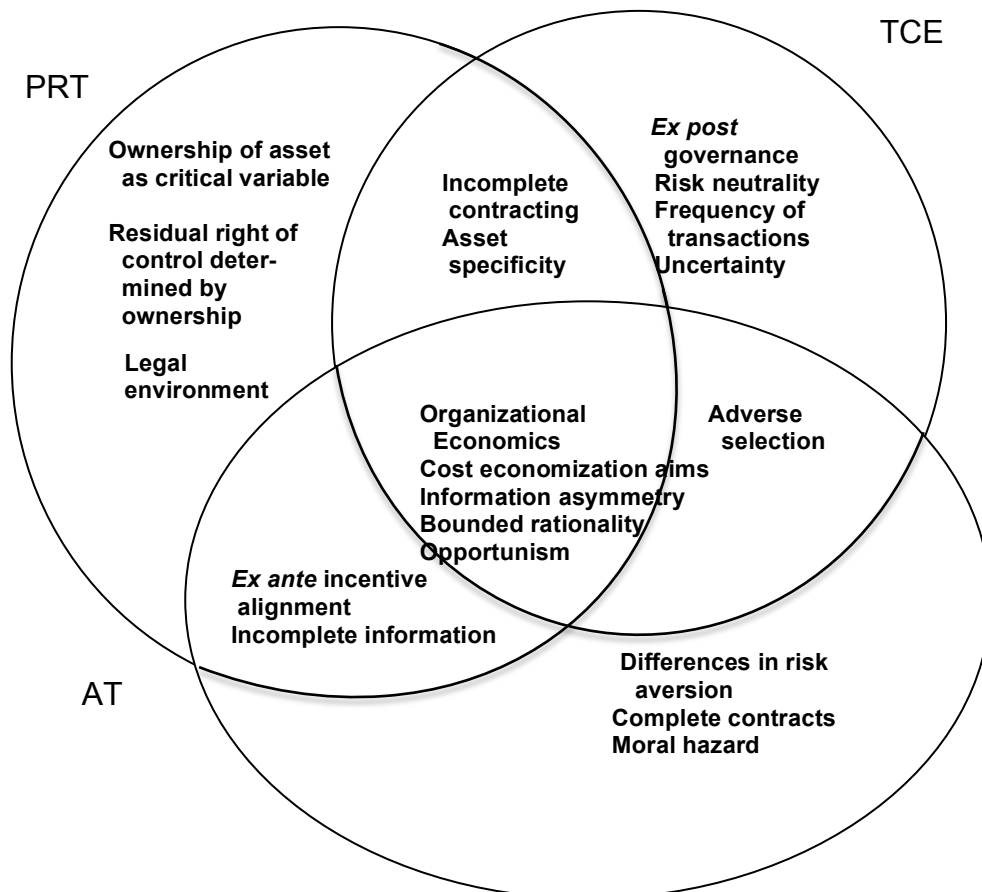 TCE
PRT
Ownership of asset
as critical variable
Residual right of
control deter-
mined by
ownership
Legal
environment
Incomplete
contracting
Asset
specificity
Ex post
governance
Risk neutrality
Frequency of
transactions
Uncertainty
Organizational
Economics
Cost economization aims
Information asymmetry
Bounded rationality
Opportunism
Adverse
selection
Ex ante incentive
alignment
Incomplete information
AT
Differences in risk
aversion
Complete contracts
Moral hazard